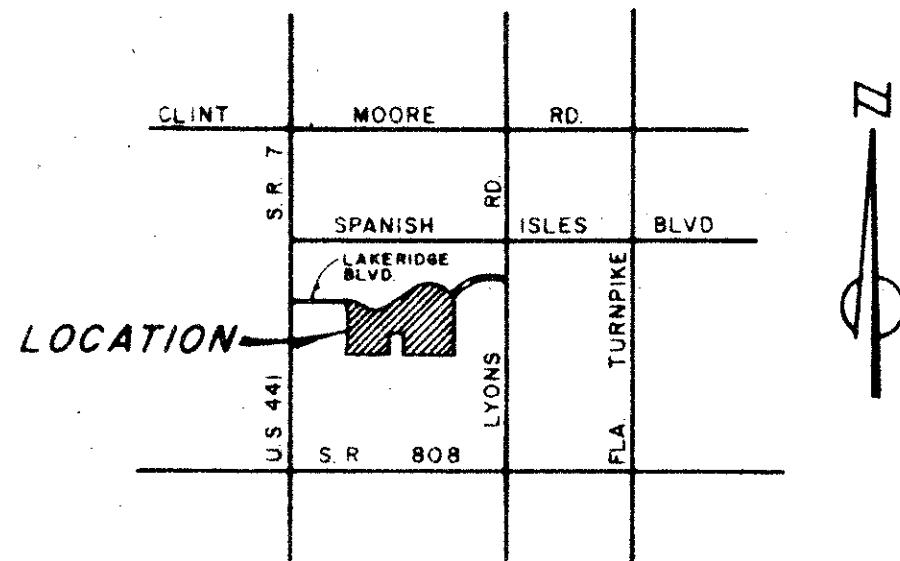 CLINT MOORE RD.
S.R. 7
RD.
SPANISH ISLES BLVD
LAKERIDGE
BLVD.
LOCATION
FLA. TURNPIKE
LYONS
U.S 441
S. R 808
N